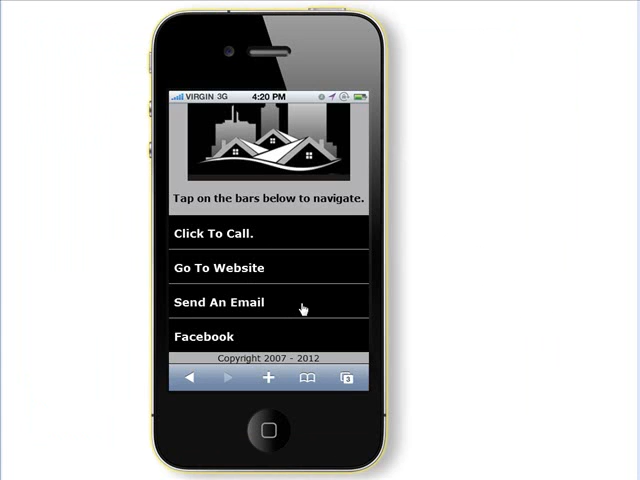 VIRGIN 3G 4:20 PM
Tap on the bars below to navigate.
Click To Call.
Go To Website
Send An Email
Facebook
Copyright 2007 - 2012
3